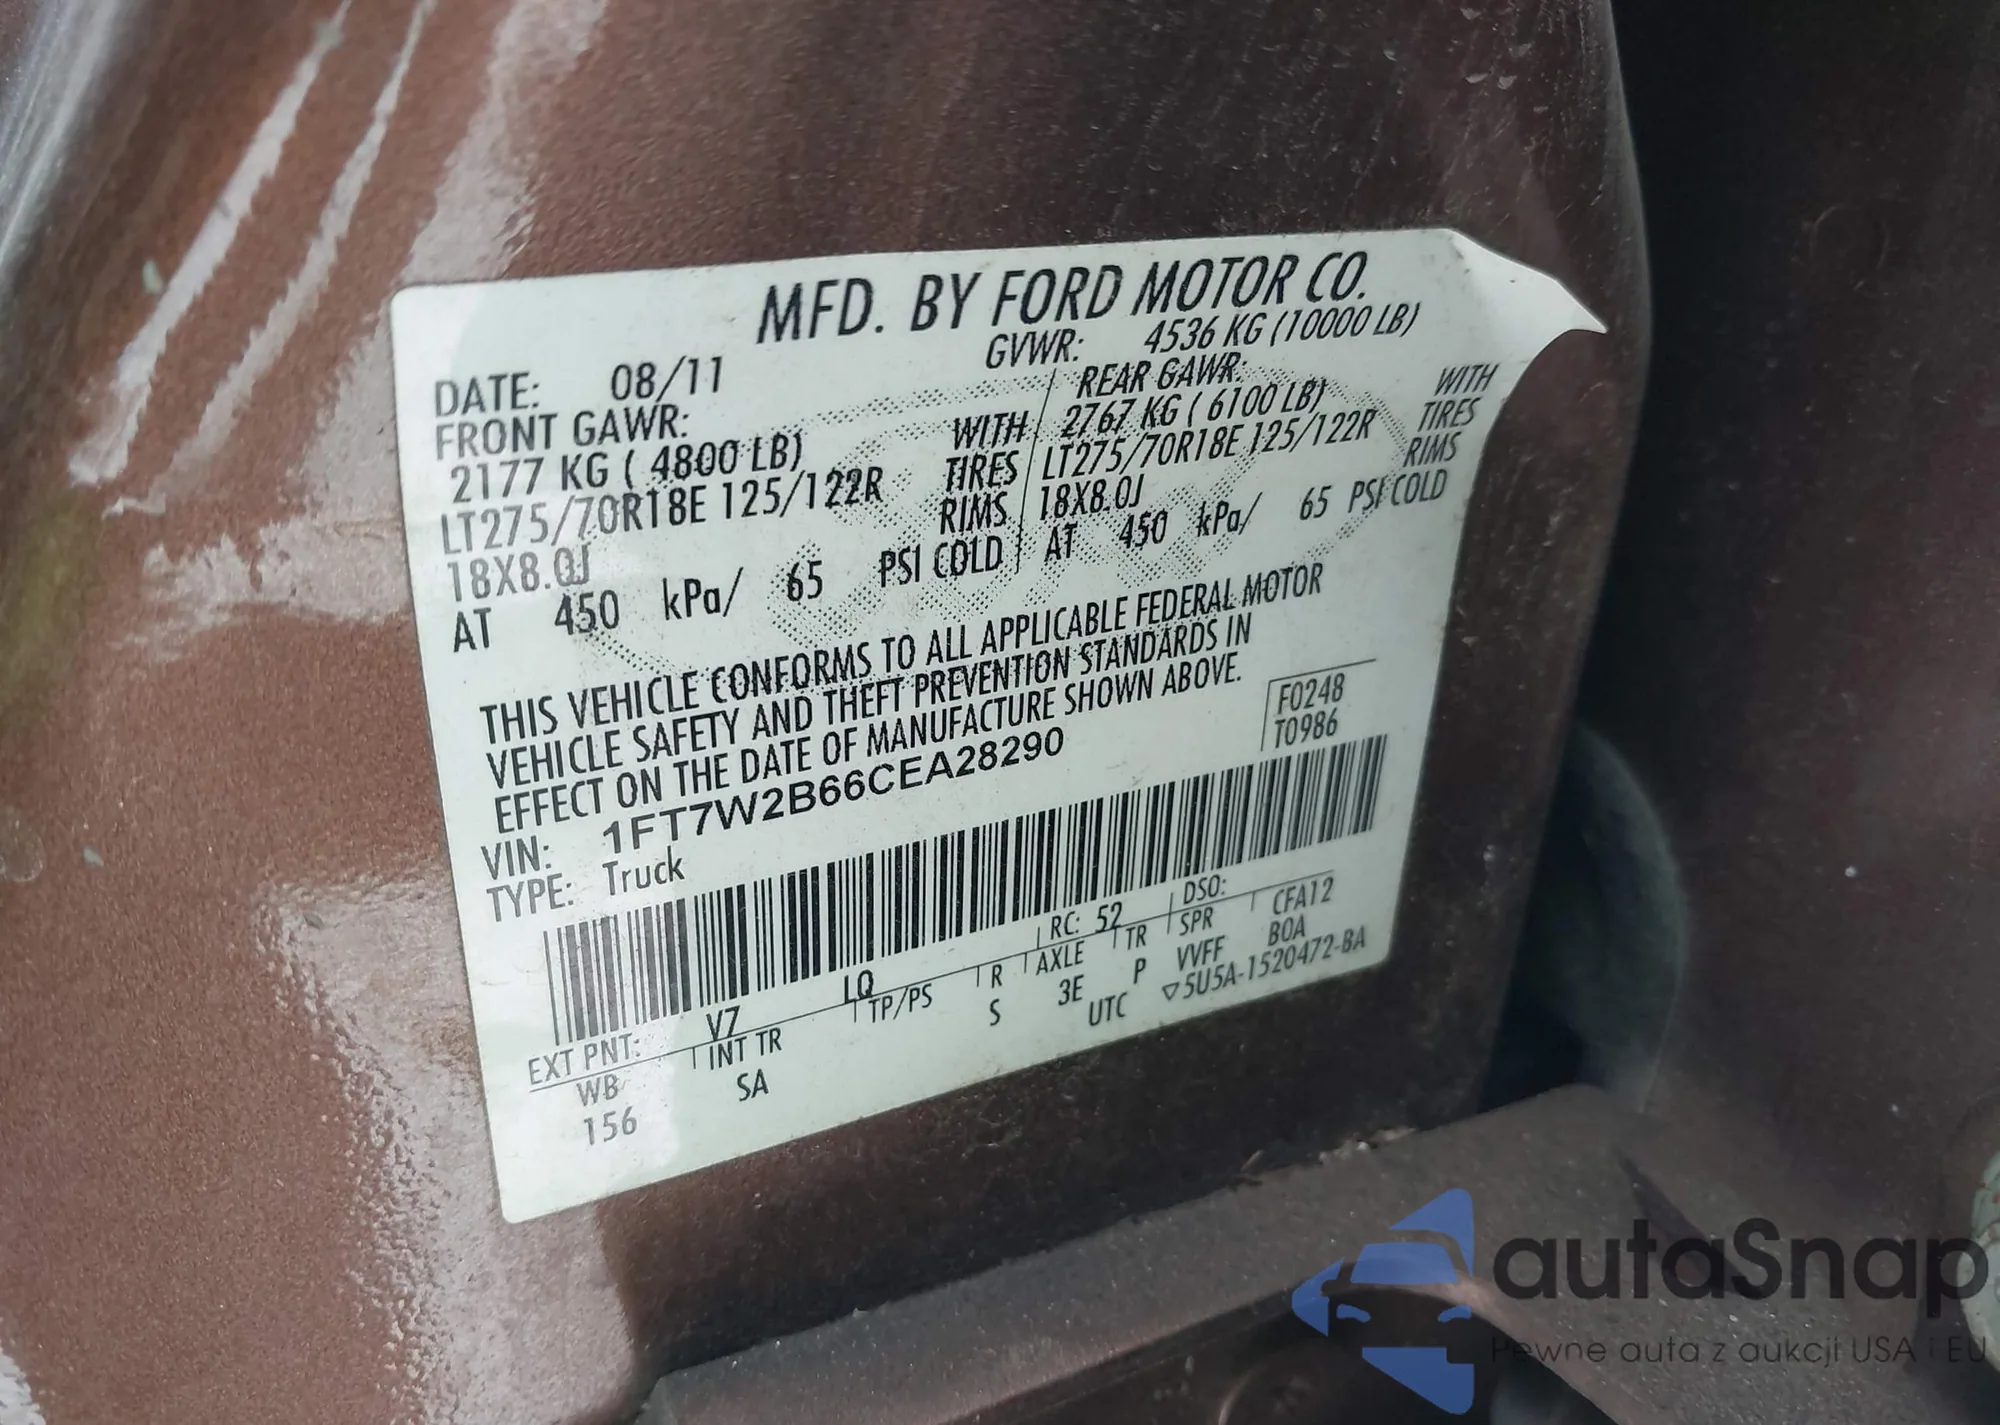 MFD. BY FORD MOTOR CO.
DATE: 08/11 GVWR: 4536 KG (10000 LB)
FRONT GAWR: REAR GAWR:
2177 KG ( 4800 LB) WITH 2767 KG ( 6100 LB) WITH
LT275/70R18E 125/122R TIRES LT275/70R18E 125/122R TIRES
18X8.0J RIMS 18X8.0J RIMS
AT 450 kPa/ 65 PSI COLD AT 450 kPa/ 65 PSI COLD
THIS VEHICLE CONFORMS TO ALL APPLICABLE FEDERAL MOTOR
VEHICLE SAFETY AND THEFT PREVENTION STANDARDS IN
EFFECT ON THE DATE OF MANUFACTURE SHOWN ABOVE.
VIN: 1FT7W2B66CEA28290 F0248
TYPE: Truck T0986
EXT PNT: V7 LQ RC: 52 DSO:
WB INT TR TP/PS R AXLE TR SPR CFA12
156 SA S 3E P VVFF BOA
UTC ▽5U5A-1520472-BA
autaSnap
Pewne auta z aukcji USA i EU